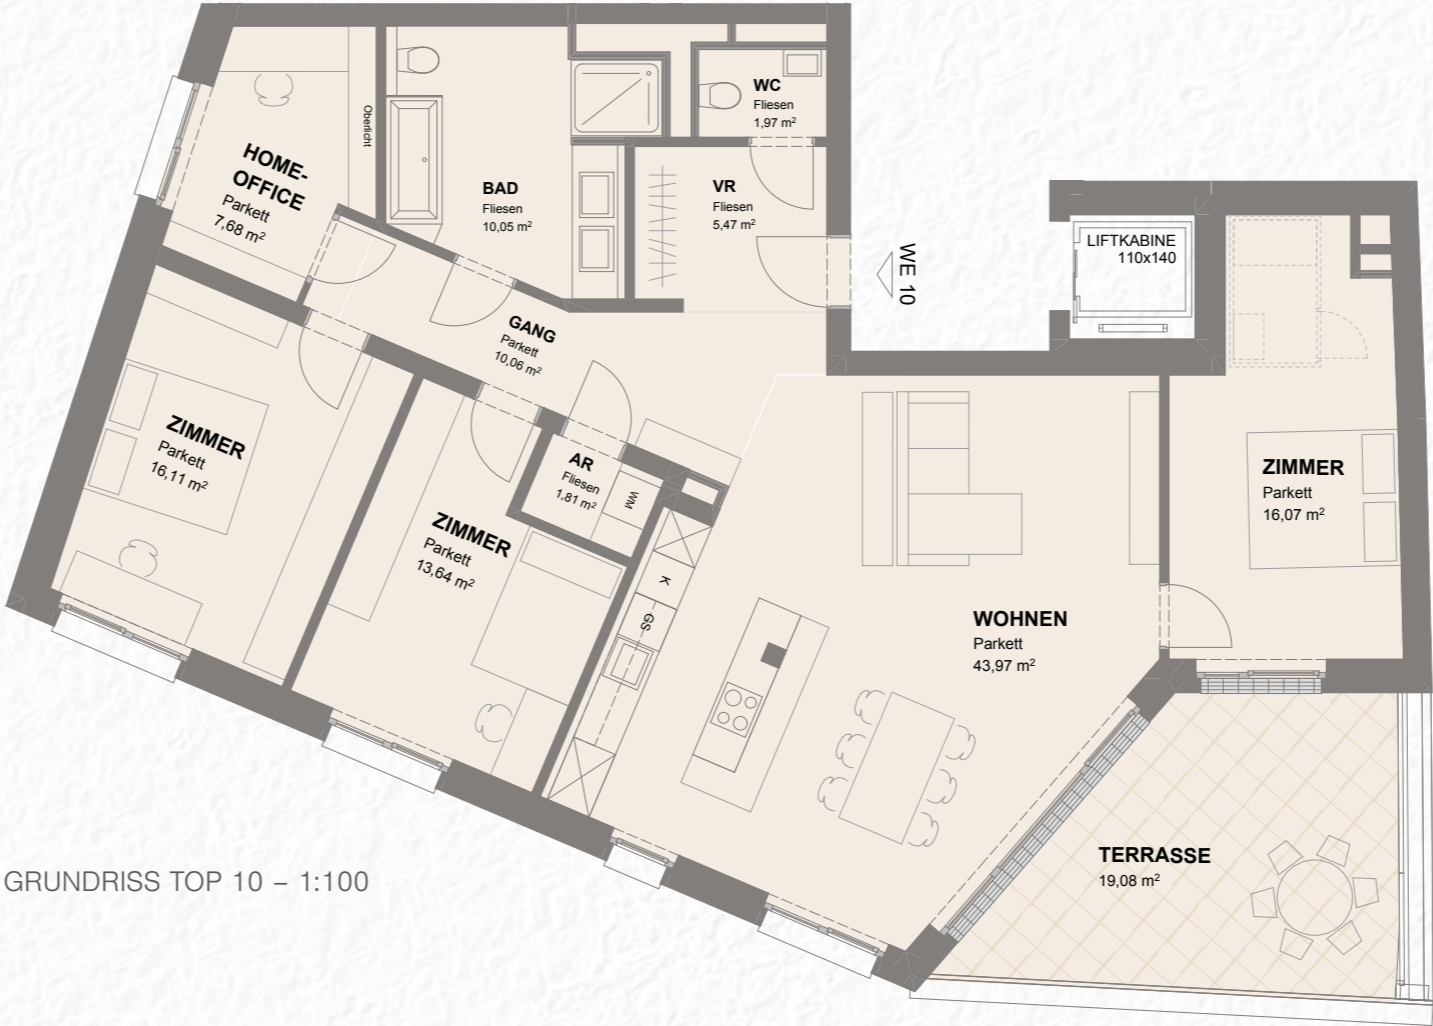 WC
Fliesen
1,97 m²
Oberlicht
HOME-
OFFICE
Parkett
7,68 m²
BAD
Fliesen
10,05 m²
VR
Fliesen
5,47 m²
WE 10
LIFTKABINE
110x140
GANG
Parkett
10,06 m²
ZIMMER
Parkett
16,11 m²
AR
Fliesen
1,81 m²
WM
ZIMMER
Parkett
13,64 m²
K
GS
ZIMMER
Parkett
16,07 m²
WOHNEN
Parkett
43,97 m²
TERRASSE
19,08 m²
GRUNDRISS TOP 10 – 1:100